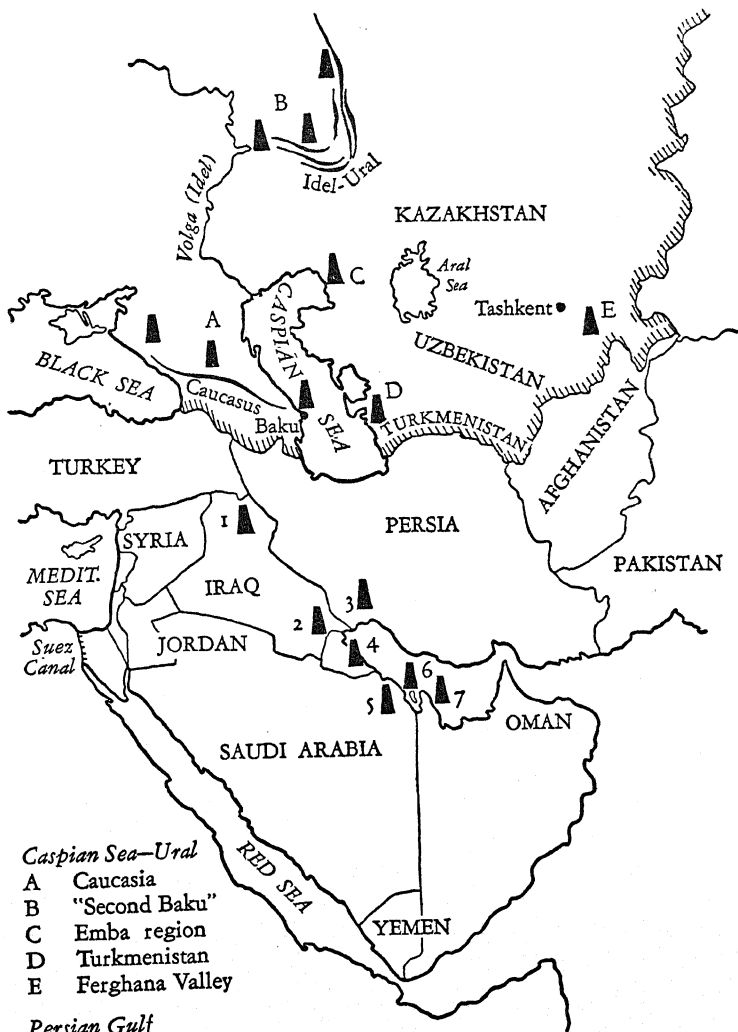 B
Idel-Ural
Volga (Idel)
KAZAKHSTAN
Aral
Sea
C
CASPIAN
SEA
Tashkent
E
A
UZBEKISTAN
BLACK SEA
Caucasus
Baku
D
TURKMENISTAN
AFGHANISTAN
TURKEY
PERSIA
1
SYRIA
PAKISTAN
MEDIT.
SEA
IRAQ
3
2
Suez
Canal
JORDAN
4
6
5
7
OMAN
SAUDI ARABIA
RED SEA
YEMEN
Caspian Sea—Ural
A Caucasia
B "Second Baku"
C Emba region
D Turkmenistan
E Ferghana Valley
Persian Gulf